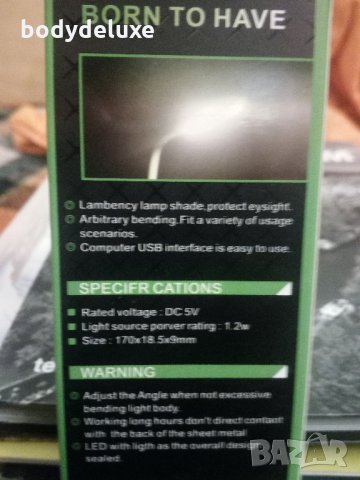 bodydeluxe
BORN TO HAVE
Lambency lamp shade,protect eysight.
Arbitrary bending.Fit a variety of usage
scenarios.
Computer USB interface is easy to use.
SPECIFR CATIONS
Rated voltage : DC 5V
Light source porver rating : 1.2w
Size : 170x18.5x9mm
WARNING
Adjust the Angle when not excessive
bending light body.
Working long hours don't direct contact
with the back of the sheet metal
LED with ligth as the overall design,
sealed.
BAZAR
bodydeluxe